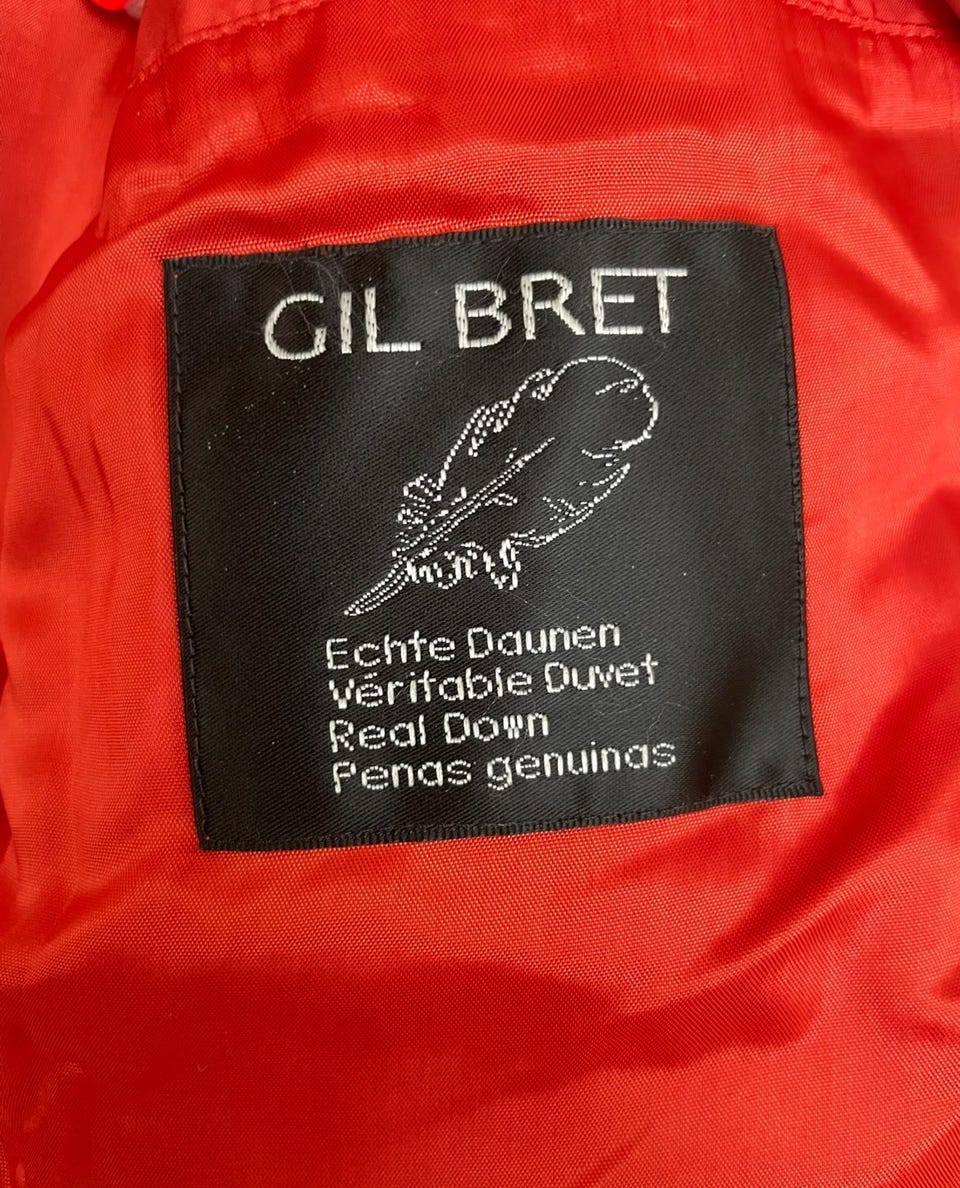 GIL BRET
Echte Daunen
Véritable Duvet
Real Down
Penas genuinas